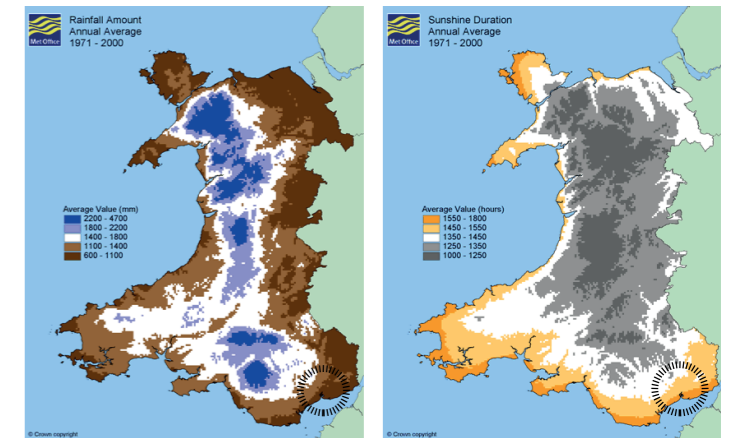 Met Office
Rainfall Amount
Annual Average
1971 - 2000
Average Value (mm)
2200 - 4700
1800 - 2200
1400 - 1800
1100 - 1400
600 - 1100
© Crown copyright
Met Office
Sunshine Duration
Annual Average
1971 - 2000
Average Value (hours)
1550 - 1800
1450 - 1550
1350 - 1450
1250 - 1350
1000 - 1250
© Crown copyright